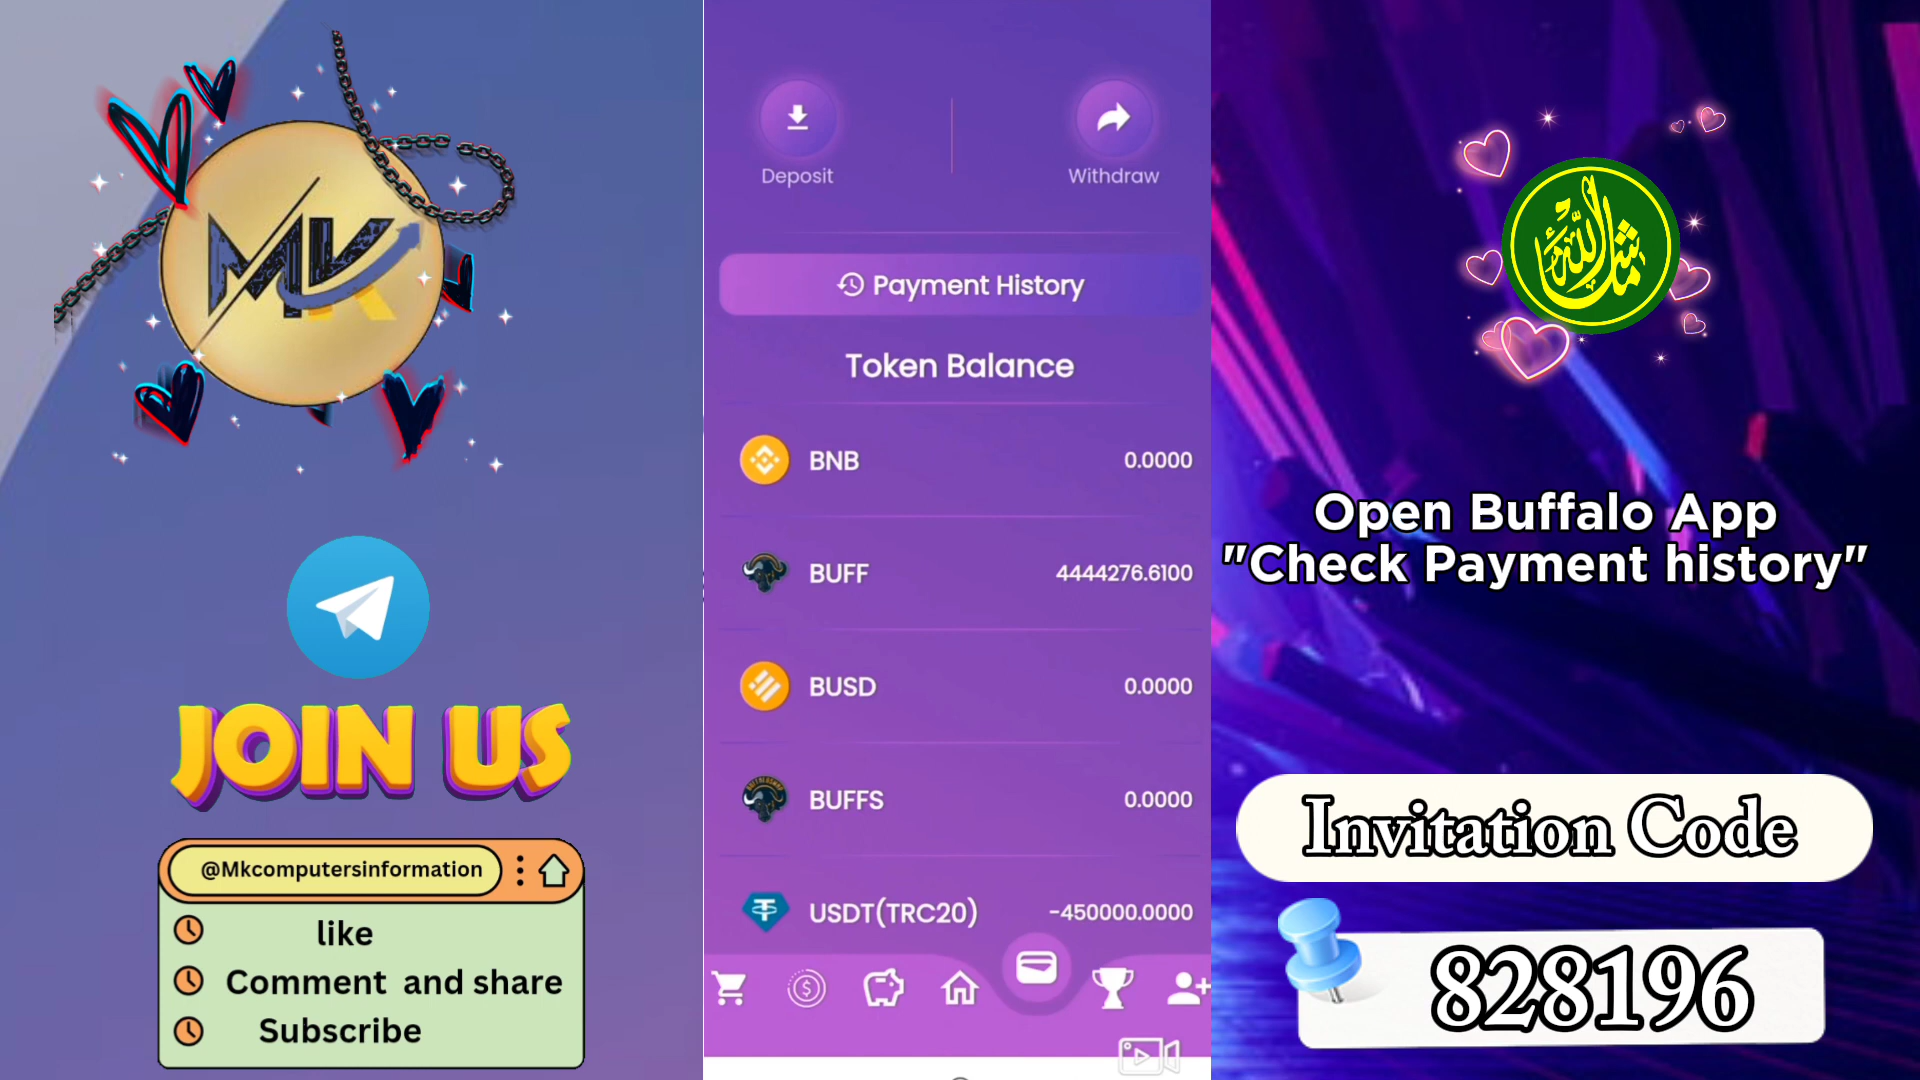 MK
JOIN US
@Mkcomputersinformation
like
Comment and share
Subscribe
Deposit
Withdraw
Payment History
Token Balance
BNB 0.0000
BUFF 4444276.6100
BUSD 0.0000
BUFFS 0.0000
USDT(TRC20) -450000.0000
Open Buffalo App
"Check Payment history"
Invitation Code
828196